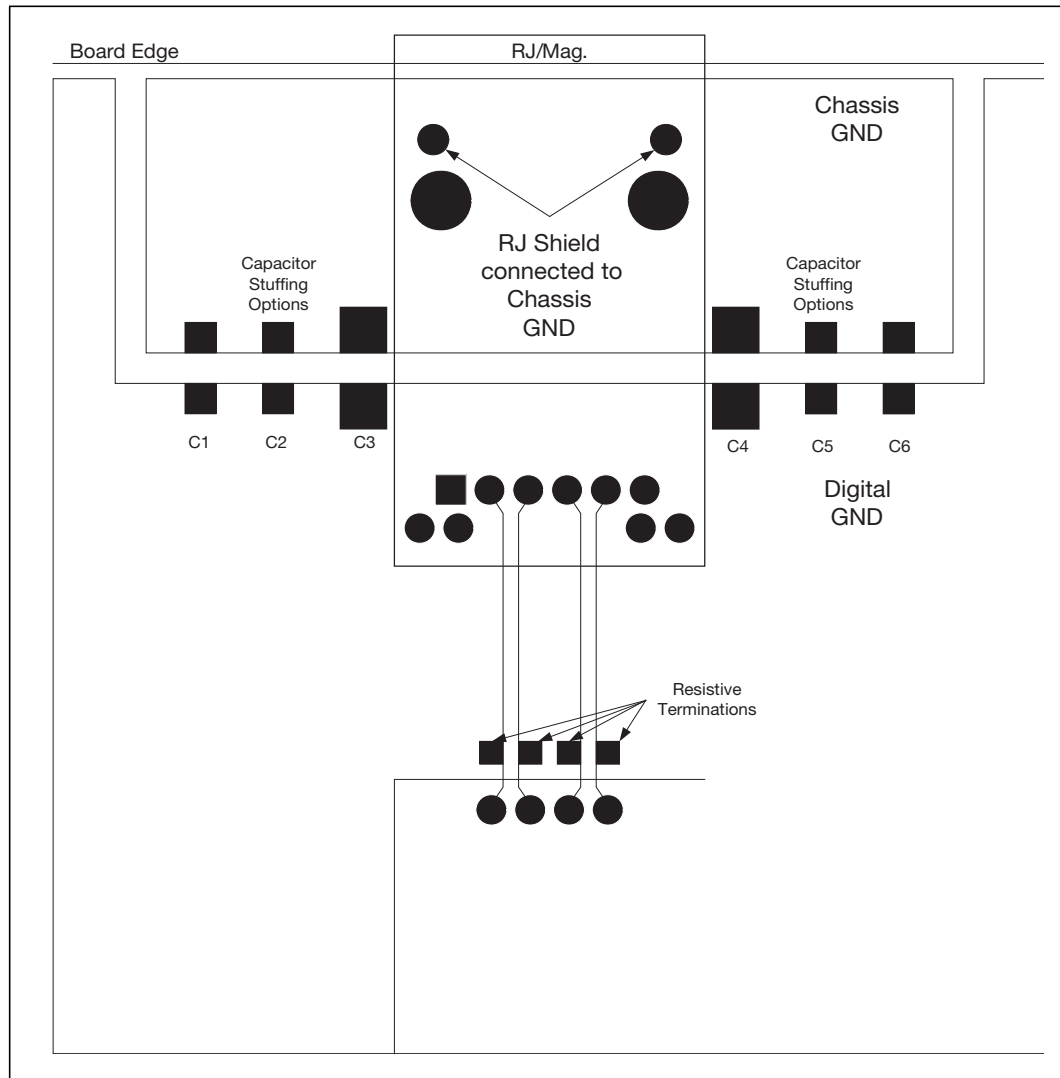 Board Edge
RJ/Mag.
Chassis
GND
RJ Shield
connected to
Chassis
GND
Capacitor
Stuffing
Options
Capacitor
Stuffing
Options
C1
C2
C3
C4
C5
C6
Digital
GND
Resistive
Terminations